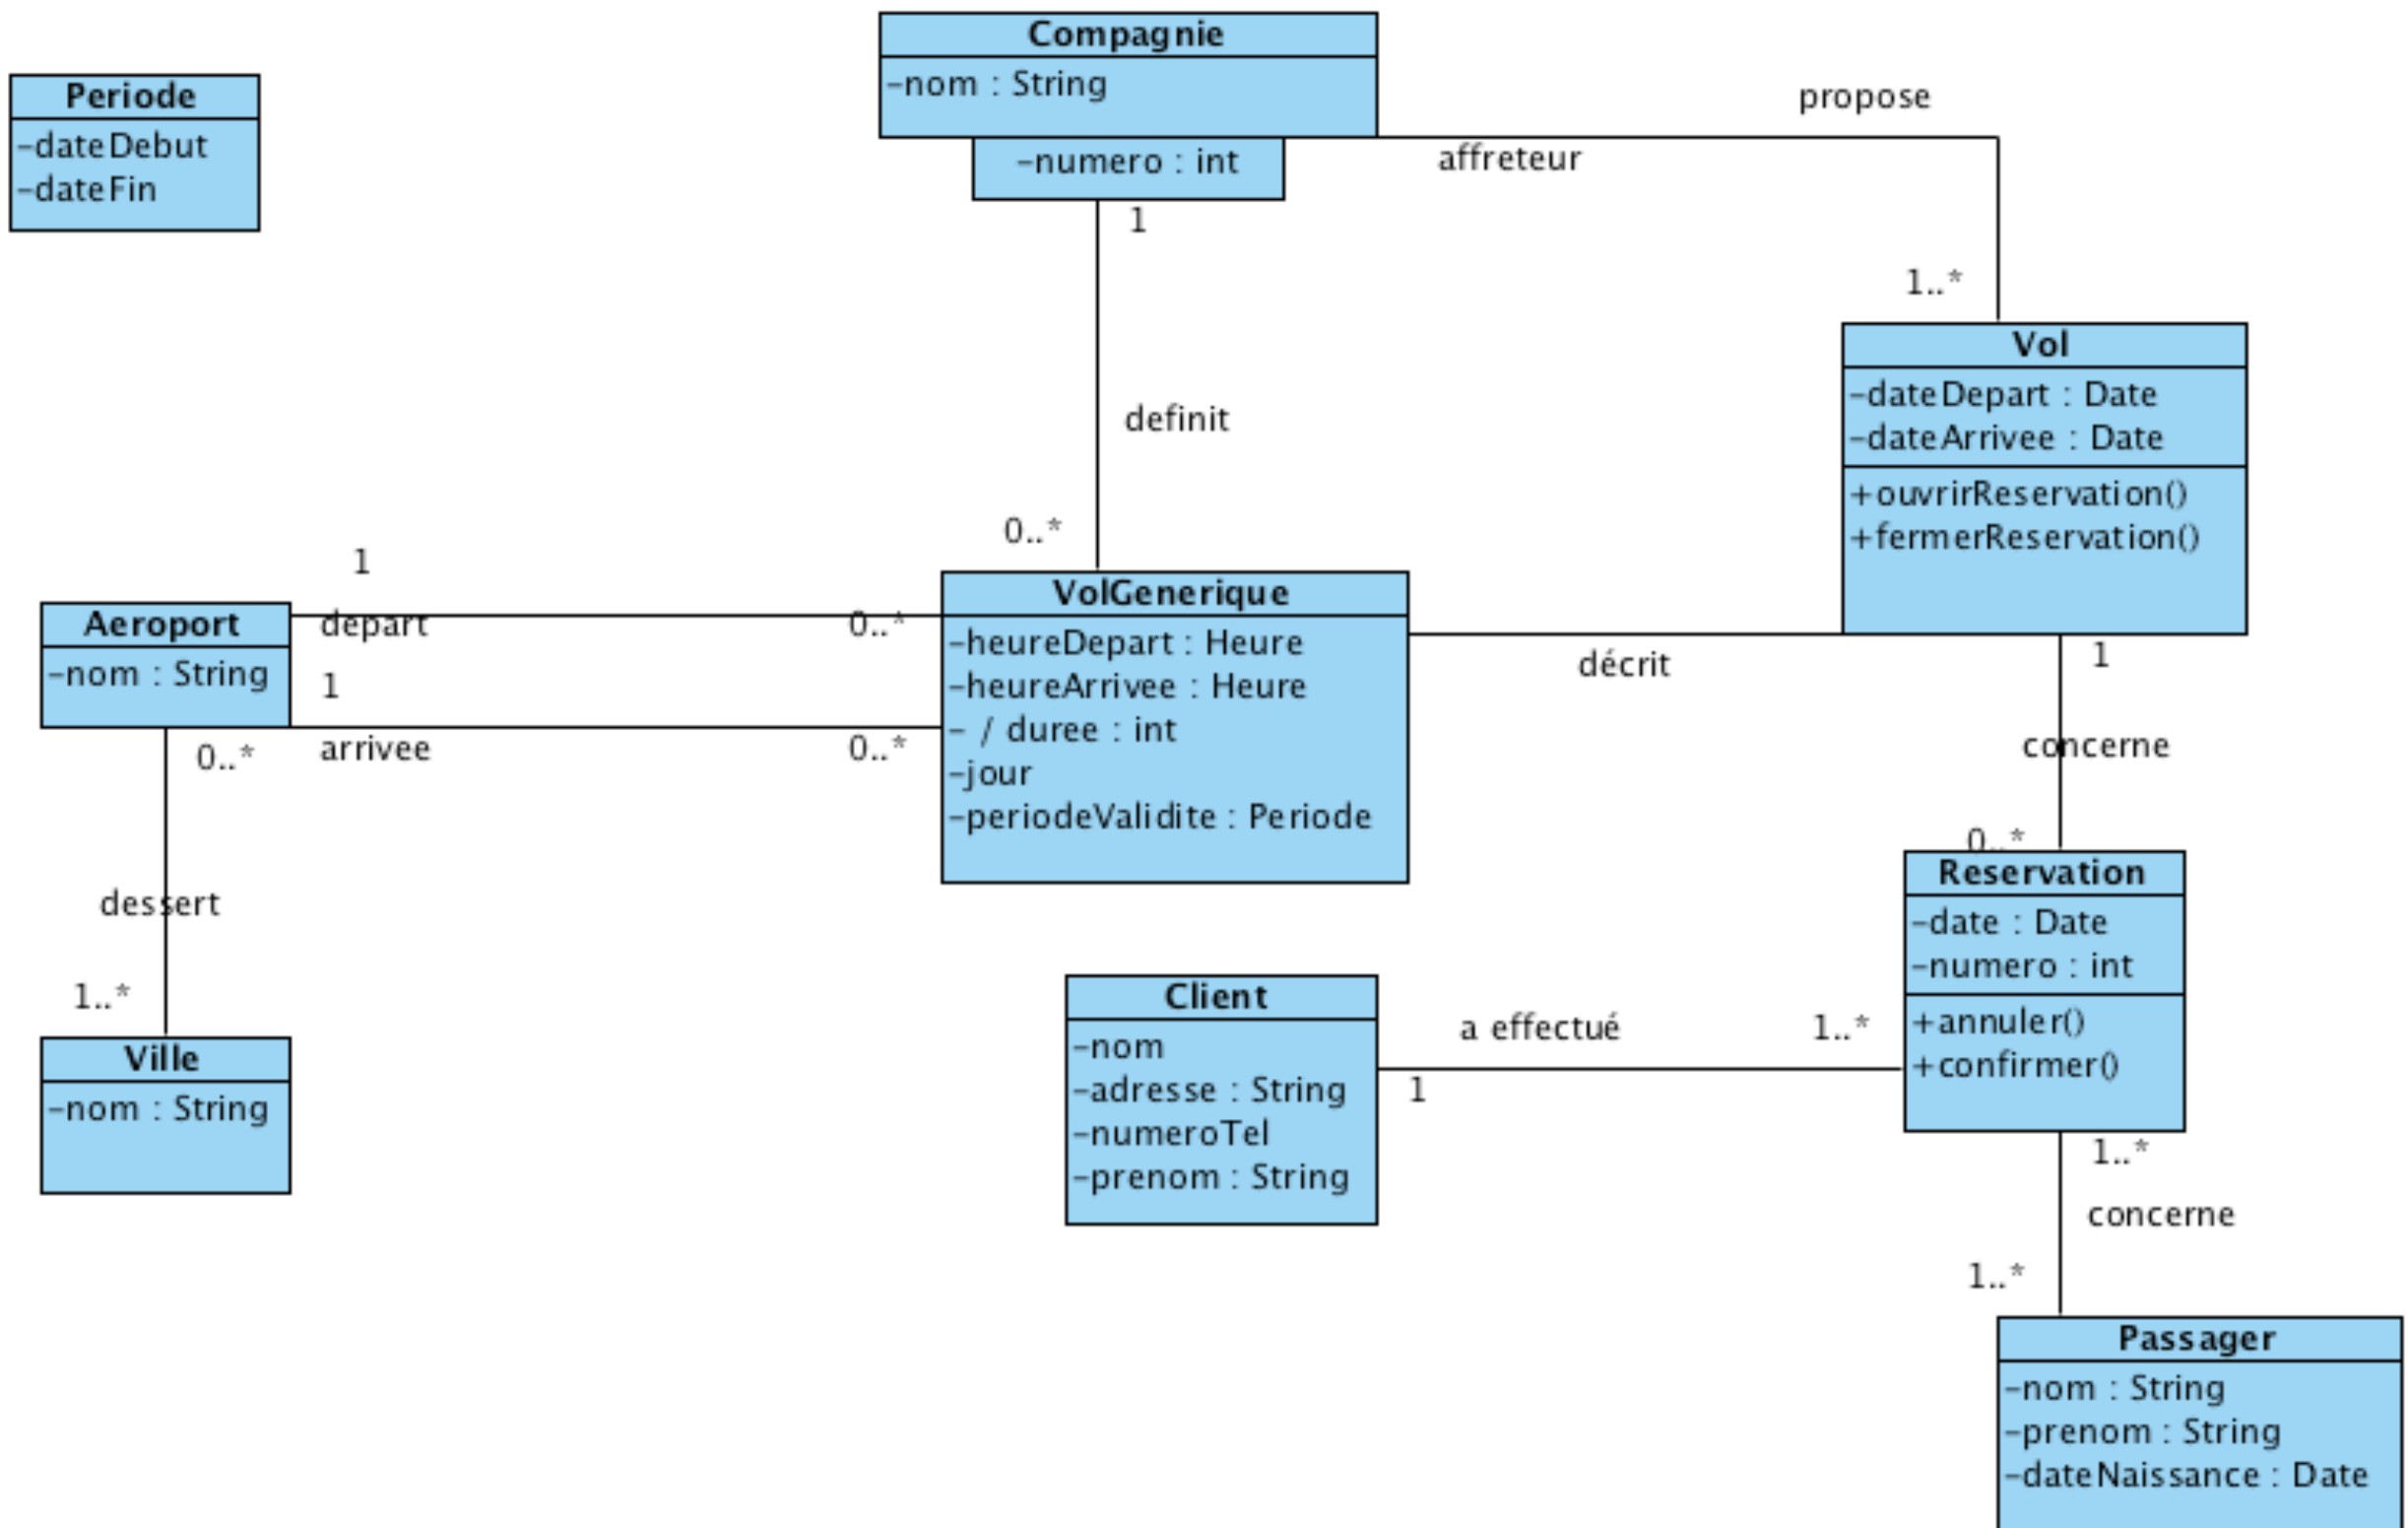 Compagnie
-nom : String
-numero : int
1
Periode
-dateDebut
-dateFin
propose
affreteur
1..*
definit
0..*
Vol
-dateDepart : Date
-dateArrivee : Date
+ouvrirReservation()
+fermerReservation()
1
depart
0..*
1
arrivee
0..*
Aeroport
-nom : String
0..*
dessert
1..*
Ville
-nom : String
VolGenerique
-heureDepart : Heure
-heureArrivee : Heure
- / duree : int
-jour
-periodeValidite : Periode
décrit
1
concerne
0..*
Reservation
-date : Date
-numero : int
+annuler()
+confirmer()
Client
-nom
-adresse : String
-numeroTel
-prenom : String
a effectué
1..*
1
1..*
concerne
1..*
Passager
-nom : String
-prenom : String
-dateNaissance : Date